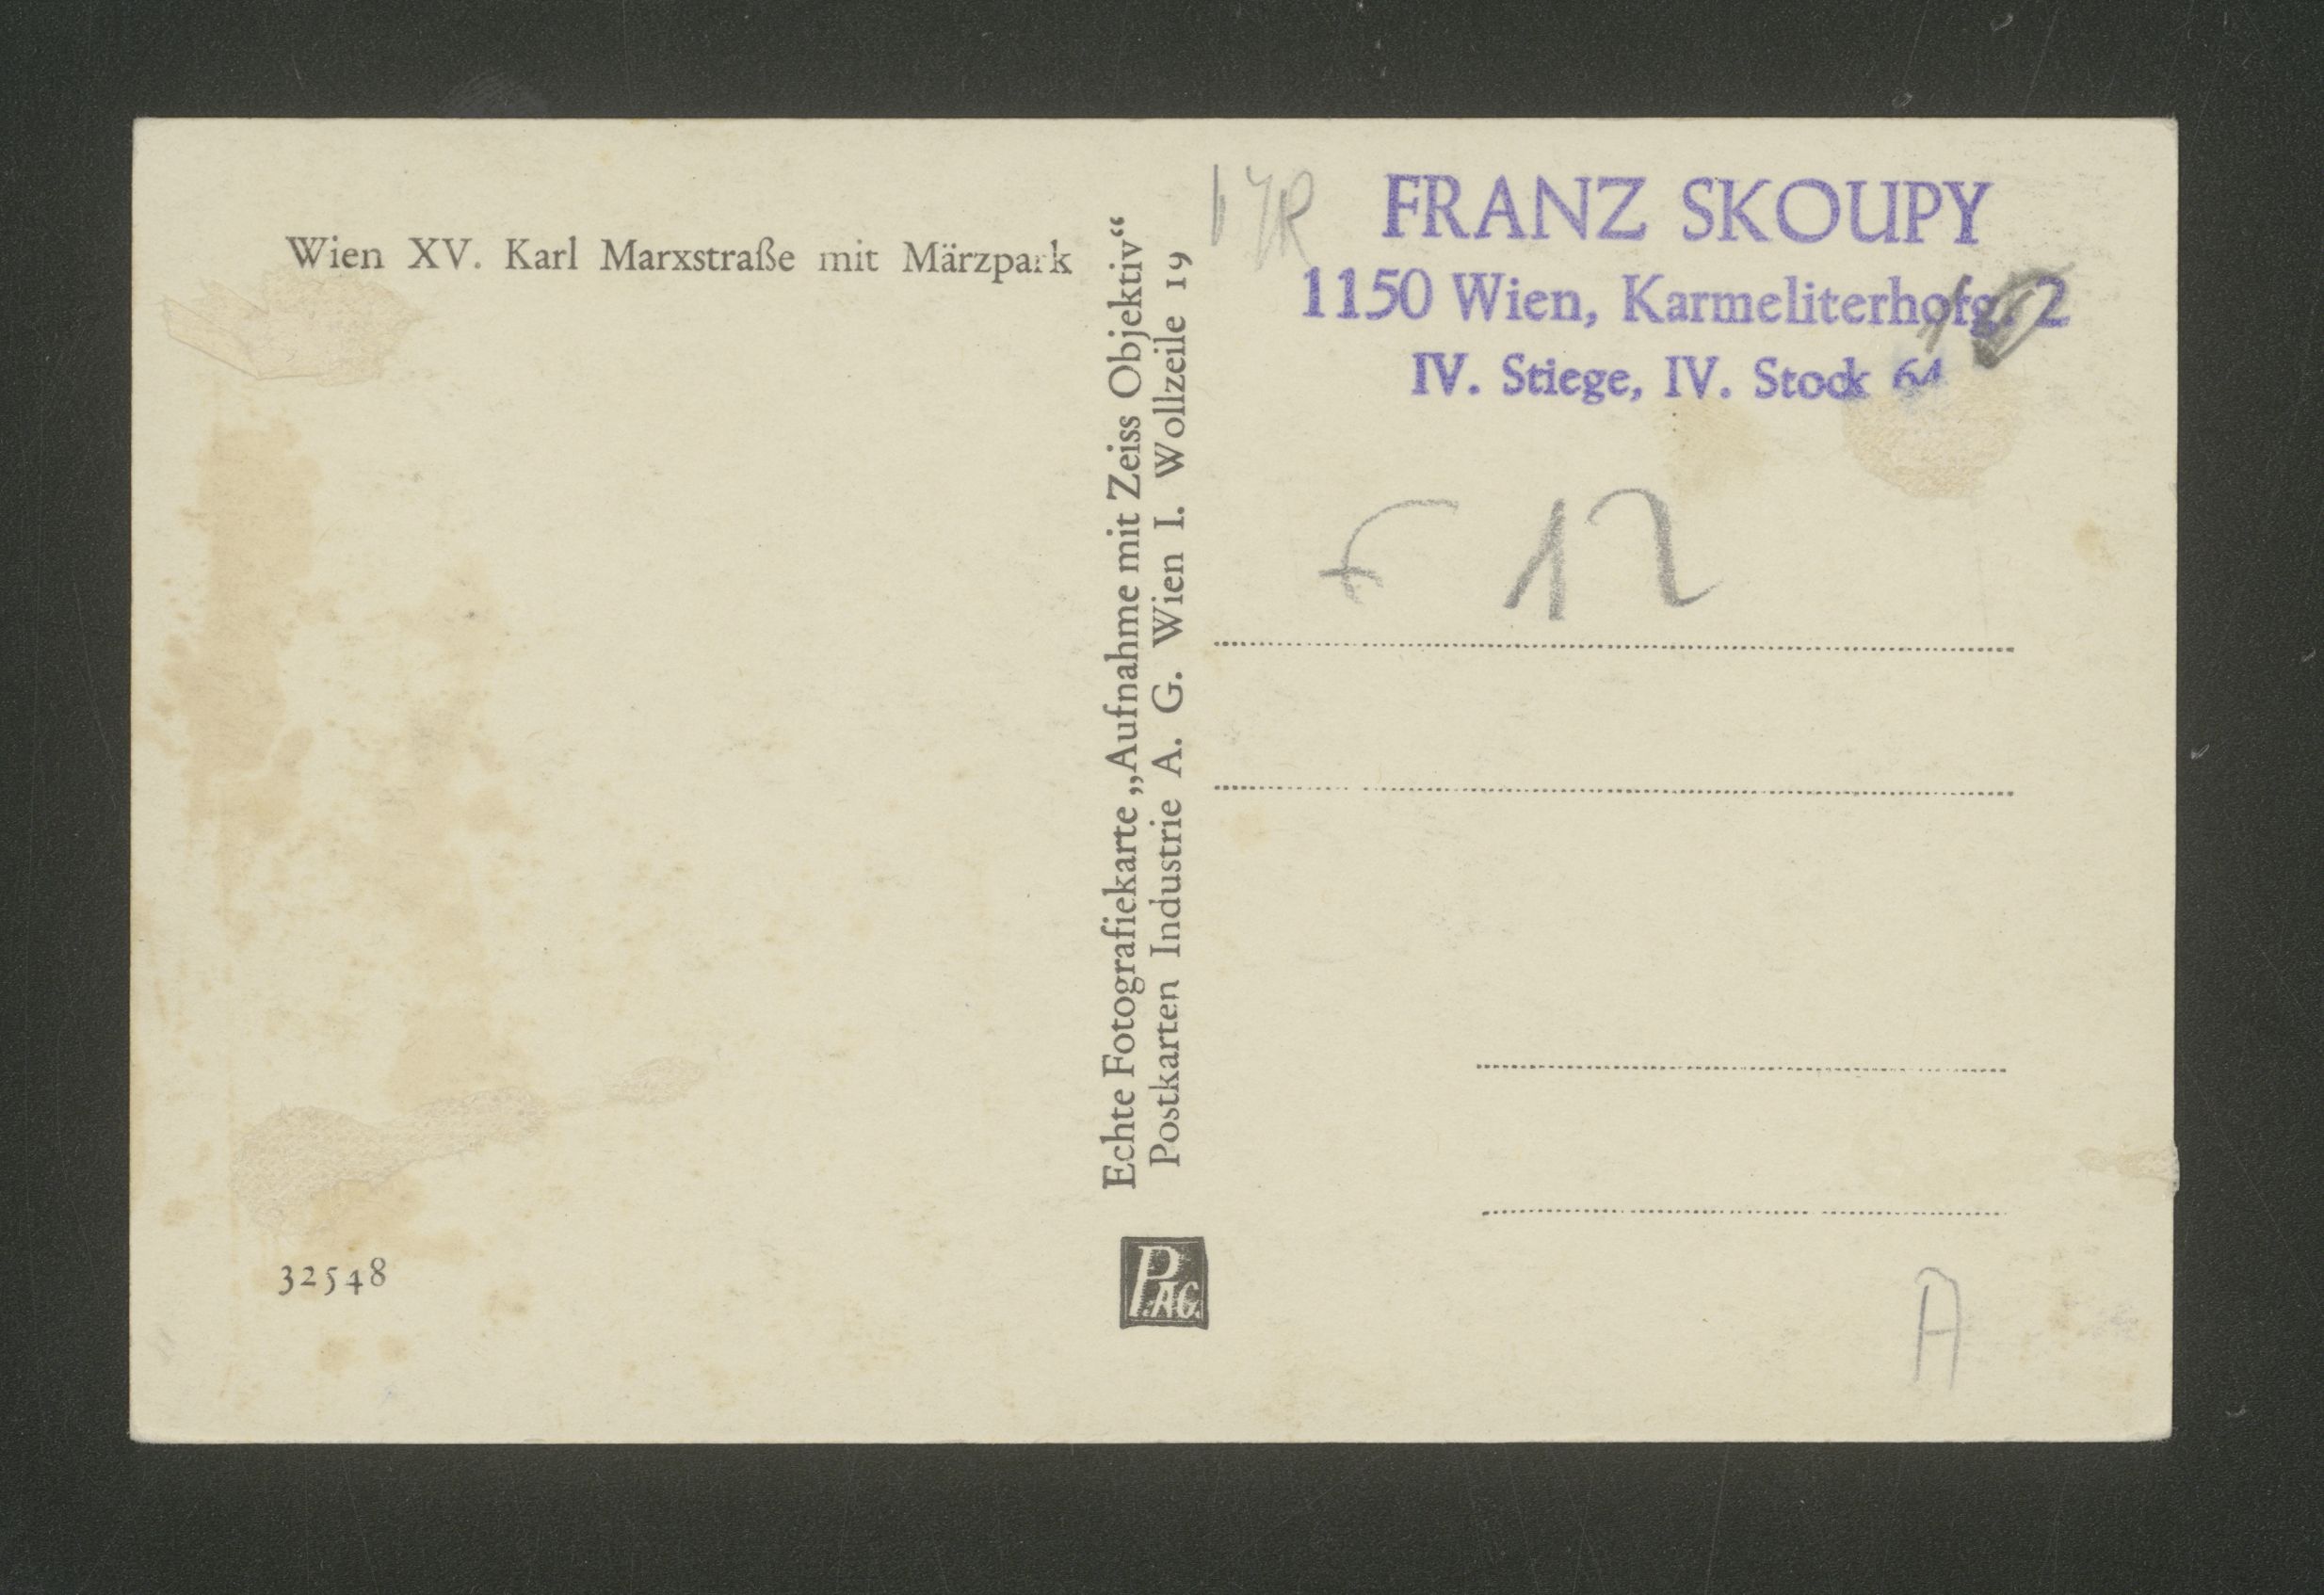 Wien XV. Karl Marxstraße mit Märzpark
32548
Echte Fotografiekarte „Aufnahme mit Zeiss Objektiv“
Postkarten Industrie A. G. Wien I. Wollzeile 19
P.AG.
FRANZ SKOUPY
1150 Wien, Karmeliterhofg. 2
IV. Stiege, IV. Stock 64
12
A